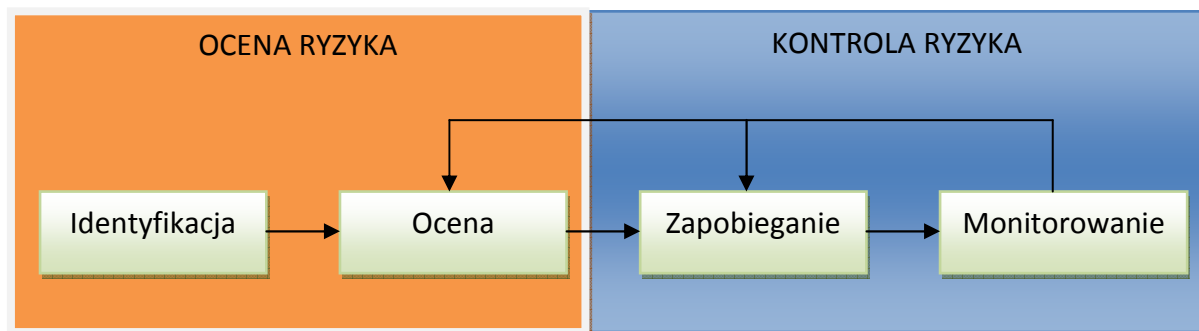 OCENA RYZYKA
KONTROLA RYZYKA
Identyfikacja
Ocena
Zapobieganie
Monitorowanie